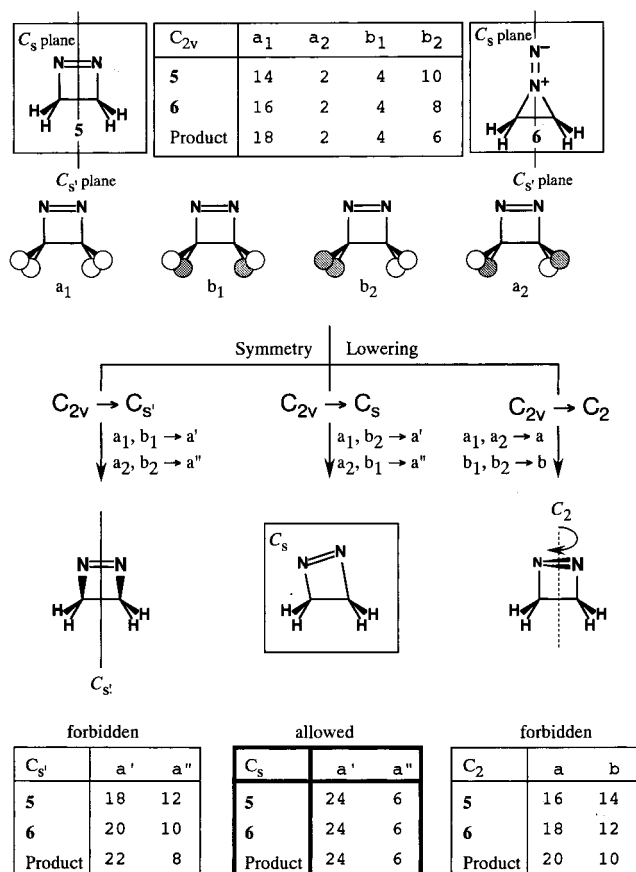 Cs plane
N=N
H H H H
5
C2v a1 a2 b1 b2
5 14 2 4 10
6 16 2 4 8
Product 18 2 4 6
Cs plane
N−
N+
H H H H
6
Cs' plane
Cs' plane
N=N N=N N=N N=N
a1 b1 b2 a2
Symmetry Lowering
C2v → Cs' C2v → Cs C2v → C2
a1, b1 → a' a1, b2 → a' a1, a2 → a
a2, b2 → a" a2, b1 → a" b1, b2 → b
Cs
C2
N=N N=N N=N
H H H H H H H H H H H H
Cs'
forbidden allowed forbidden
Cs' a' a"
5 18 12
6 20 10
Product 22 8
Cs a' a"
5 24 6
6 24 6
Product 24 6
C2 a b
5 16 14
6 18 12
Product 20 10